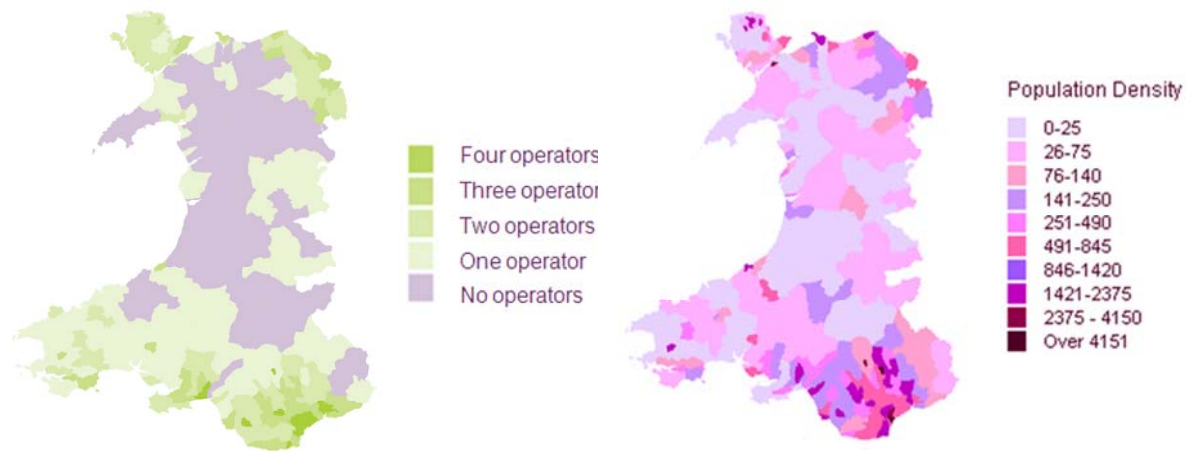 Four operators
Three operator
Two operators
One operator
No operators
Population Density
0-25
26-75
76-140
141-250
251-490
491-845
846-1420
1421-2375
2375 - 4150
Over 4151